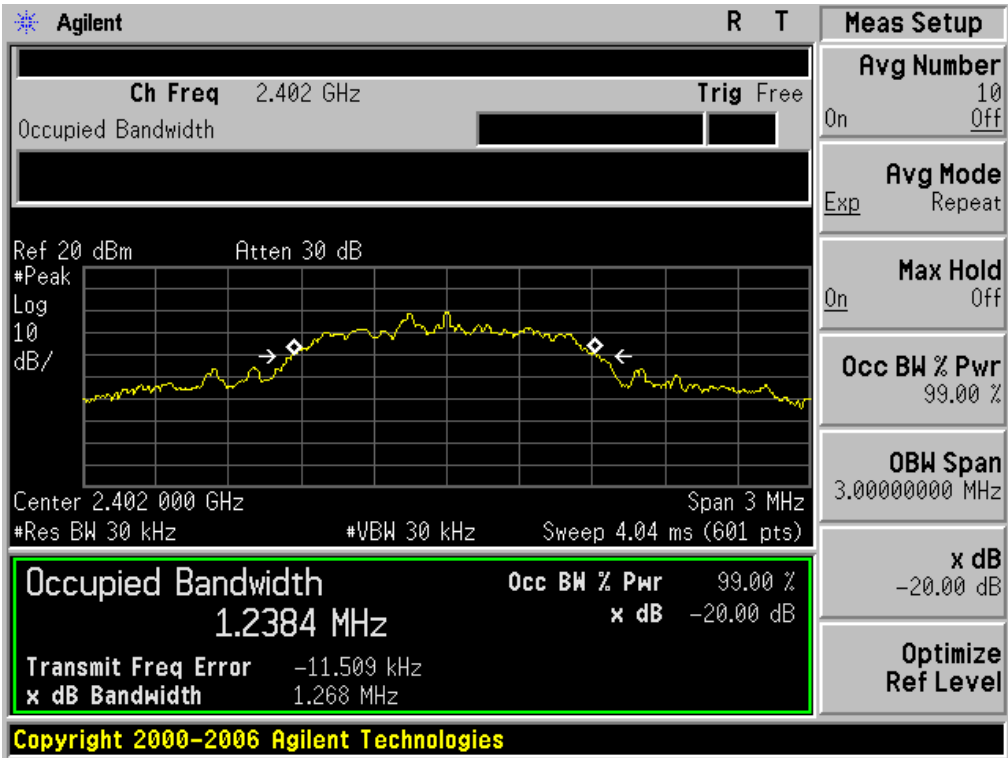 Agilent R T
Ch Freq 2.402 GHz Trig Free
Occupied Bandwidth
Ref 20 dBm Atten 30 dB
#Peak
Log
10
dB/
Center 2.402 000 GHz Span 3 MHz
#Res BW 30 kHz #VBW 30 kHz Sweep 4.04 ms (601 pts)
Occupied Bandwidth Occ BW % Pwr 99.00 %
1.2384 MHz x dB -20.00 dB
Transmit Freq Error -11.509 kHz
x dB Bandwidth 1.268 MHz
Copyright 2000-2006 Agilent Technologies
Meas Setup
Avg Number
10
On Off
Avg Mode
Exp Repeat
Max Hold
On Off
Occ BW % Pwr
99.00 %
OBW Span
3.00000000 MHz
x dB
-20.00 dB
Optimize
Ref Level